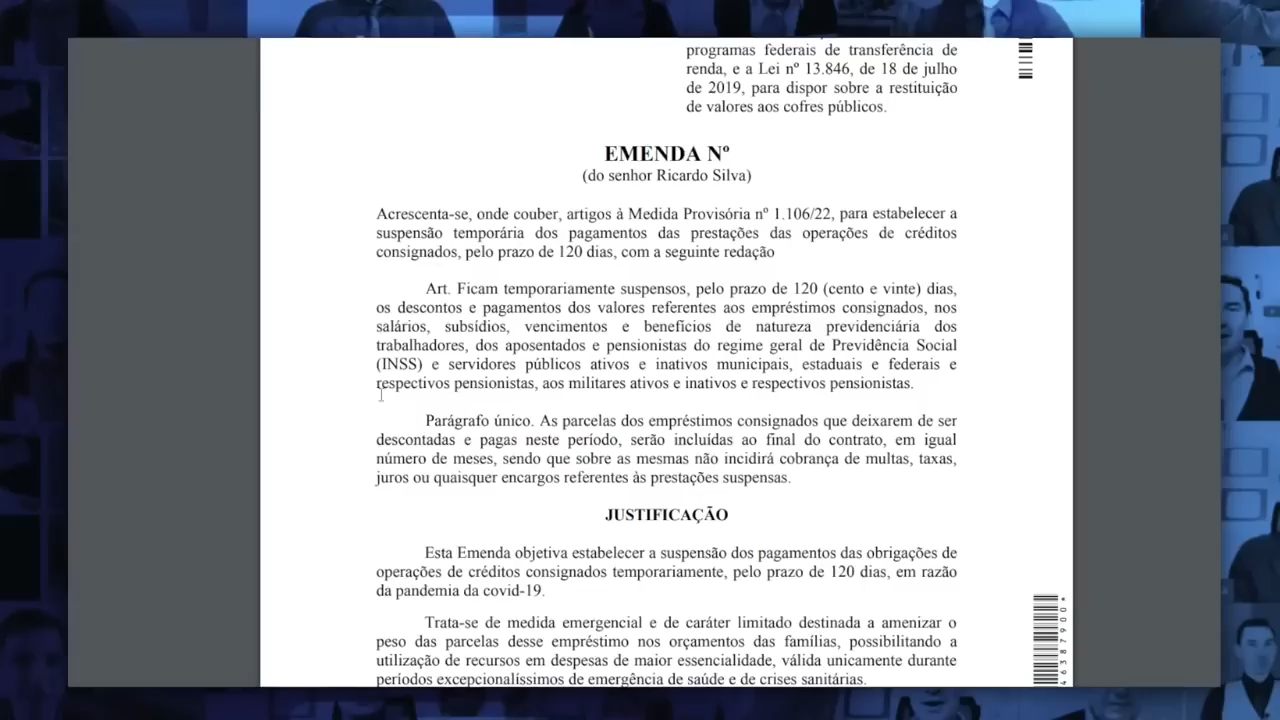 programas federais de transferência de
renda, e a Lei nº 13.846, de 18 de julho
de 2019, para dispor sobre a restituição
de valores aos cofres públicos.
EMENDA Nº
(do senhor Ricardo Silva)
Acrescenta-se, onde couber, artigos à Medida Provisória nº 1.106/22, para estabelecer a
suspensão temporária dos pagamentos das prestações das operações de créditos
consignados, pelo prazo de 120 dias, com a seguinte redação
Art. Ficam temporariamente suspensos, pelo prazo de 120 (cento e vinte) dias,
os descontos e pagamentos dos valores referentes aos empréstimos consignados, nos
salários, subsídios, vencimentos e benefícios de natureza previdenciária dos
trabalhadores, dos aposentados e pensionistas do regime geral de Previdência Social
(INSS) e servidores públicos ativos e inativos municipais, estaduais e federais e
respectivos pensionistas, aos militares ativos e inativos e respectivos pensionistas.
Parágrafo único. As parcelas dos empréstimos consignados que deixarem de ser
descontadas e pagas neste período, serão incluídas ao final do contrato, em igual
número de meses, sendo que sobre as mesmas não incidirá cobrança de multas, taxas,
juros ou quaisquer encargos referentes às prestações suspensas.
JUSTIFICAÇÃO
Esta Emenda objetiva estabelecer a suspensão dos pagamentos das obrigações de
operações de créditos consignados temporariamente, pelo prazo de 120 dias, em razão
da pandemia da covid-19.
Trata-se de medida emergencial e de caráter limitado destinada a amenizar o
peso das parcelas desse empréstimo nos orçamentos das famílias, possibilitando a
utilização de recursos em despesas de maior essencialidade, válida unicamente durante
períodos excepcionalíssimos de emergência de saúde e de crises sanitárias.
46387900*